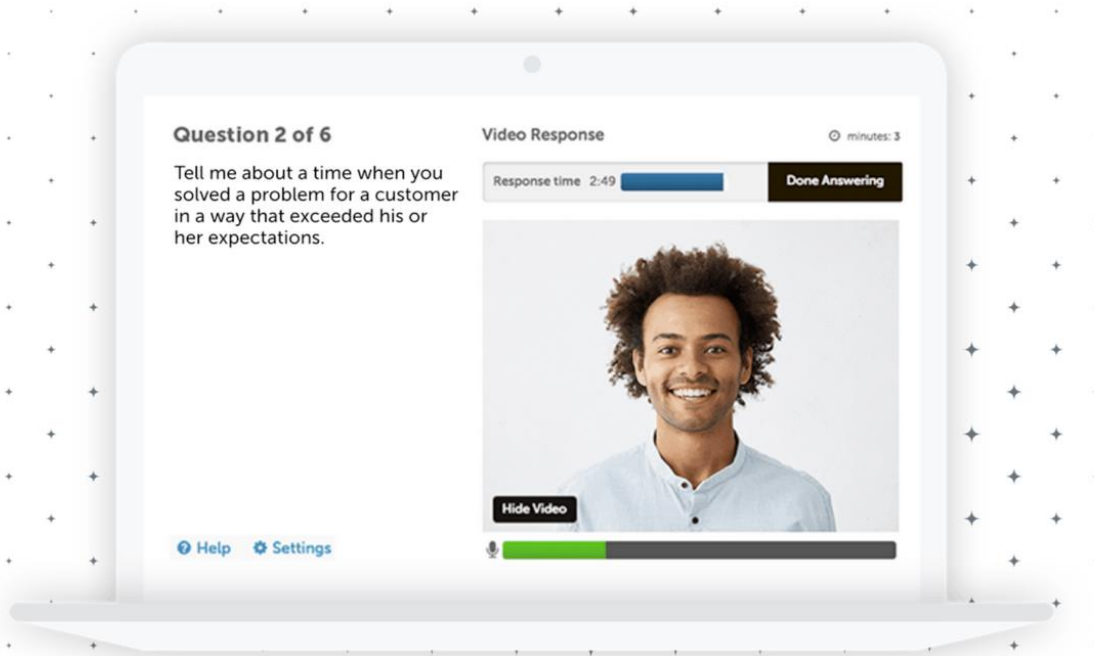 Question 2 of 6
Tell me about a time when you
solved a problem for a customer
in a way that exceeded his or
her expectations.
Help Settings
Video Response
minutes: 3
Response time 2:49
Done Answering
Hide Video